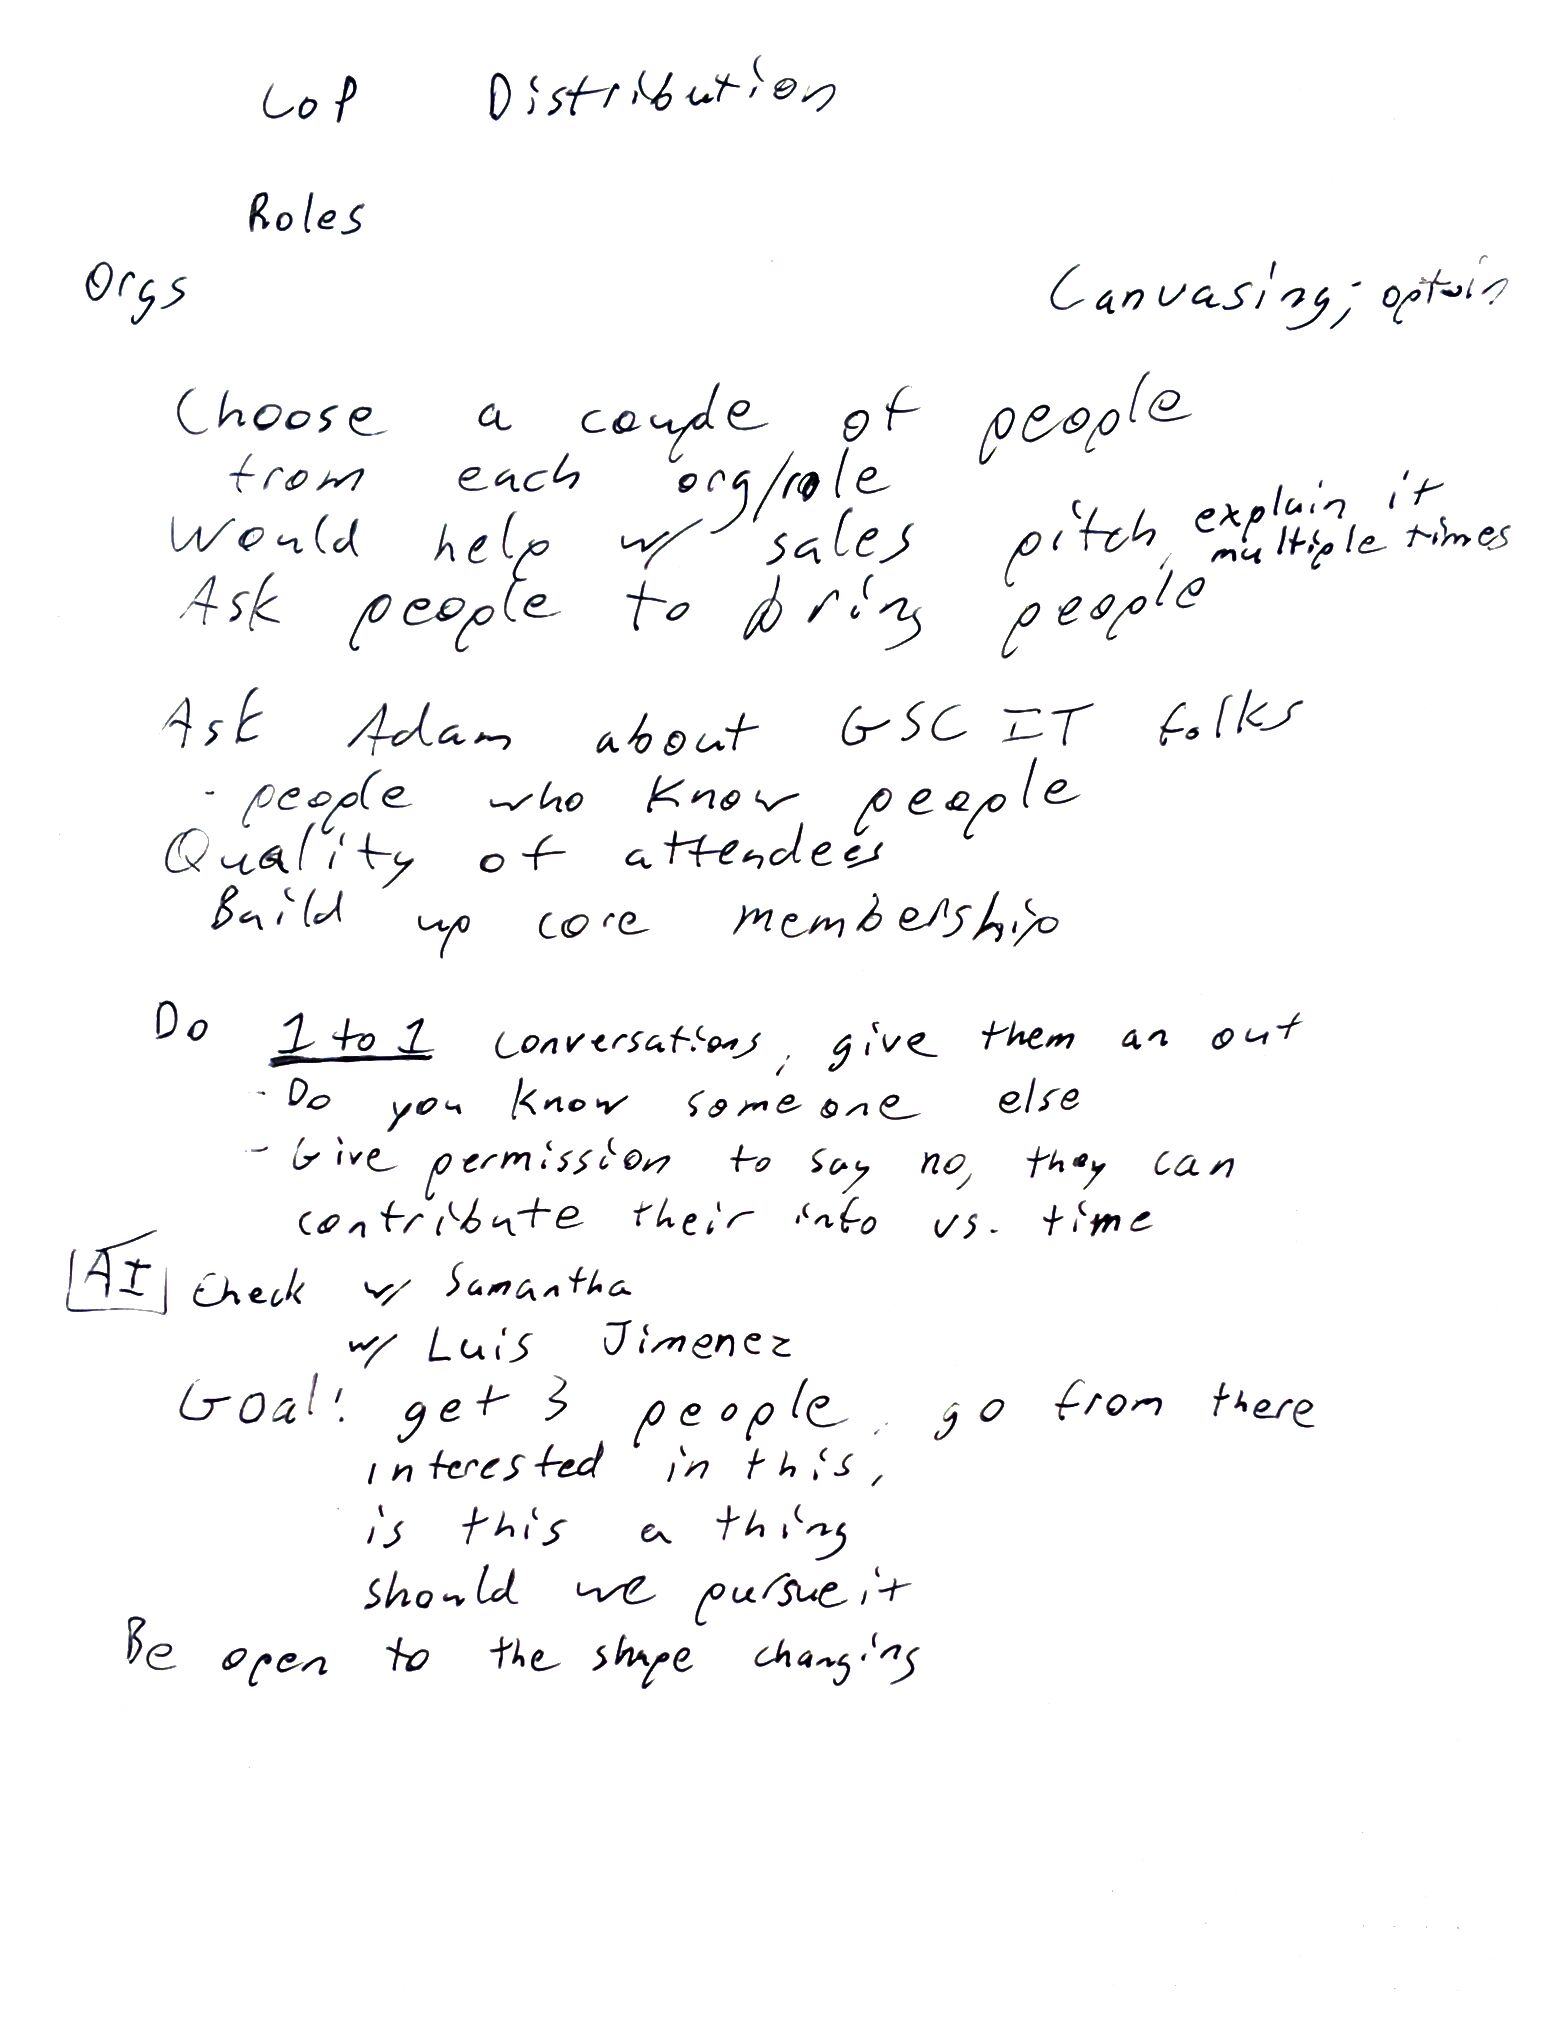 CoP Distribution
Roles
Orgs
Canvasing; opt-in
Choose a couple of people
from each org/role
Would help w/ sales pitch, explain it
multiple times
Ask people to bring people
Ask Adam about GSC IT folks
- people who know people
Quality of attendees
Build up core membership
Do 1 to 1 conversations, give them an out
- Do you know someone else
- Give permission to say no, they can
contribute their info vs. time
AI Check w/ Samantha
w/ Luis Jimenez
Goal: get 3 people, go from there
interested in this,
is this a thing
should we pursue it
Be open to the shape changing